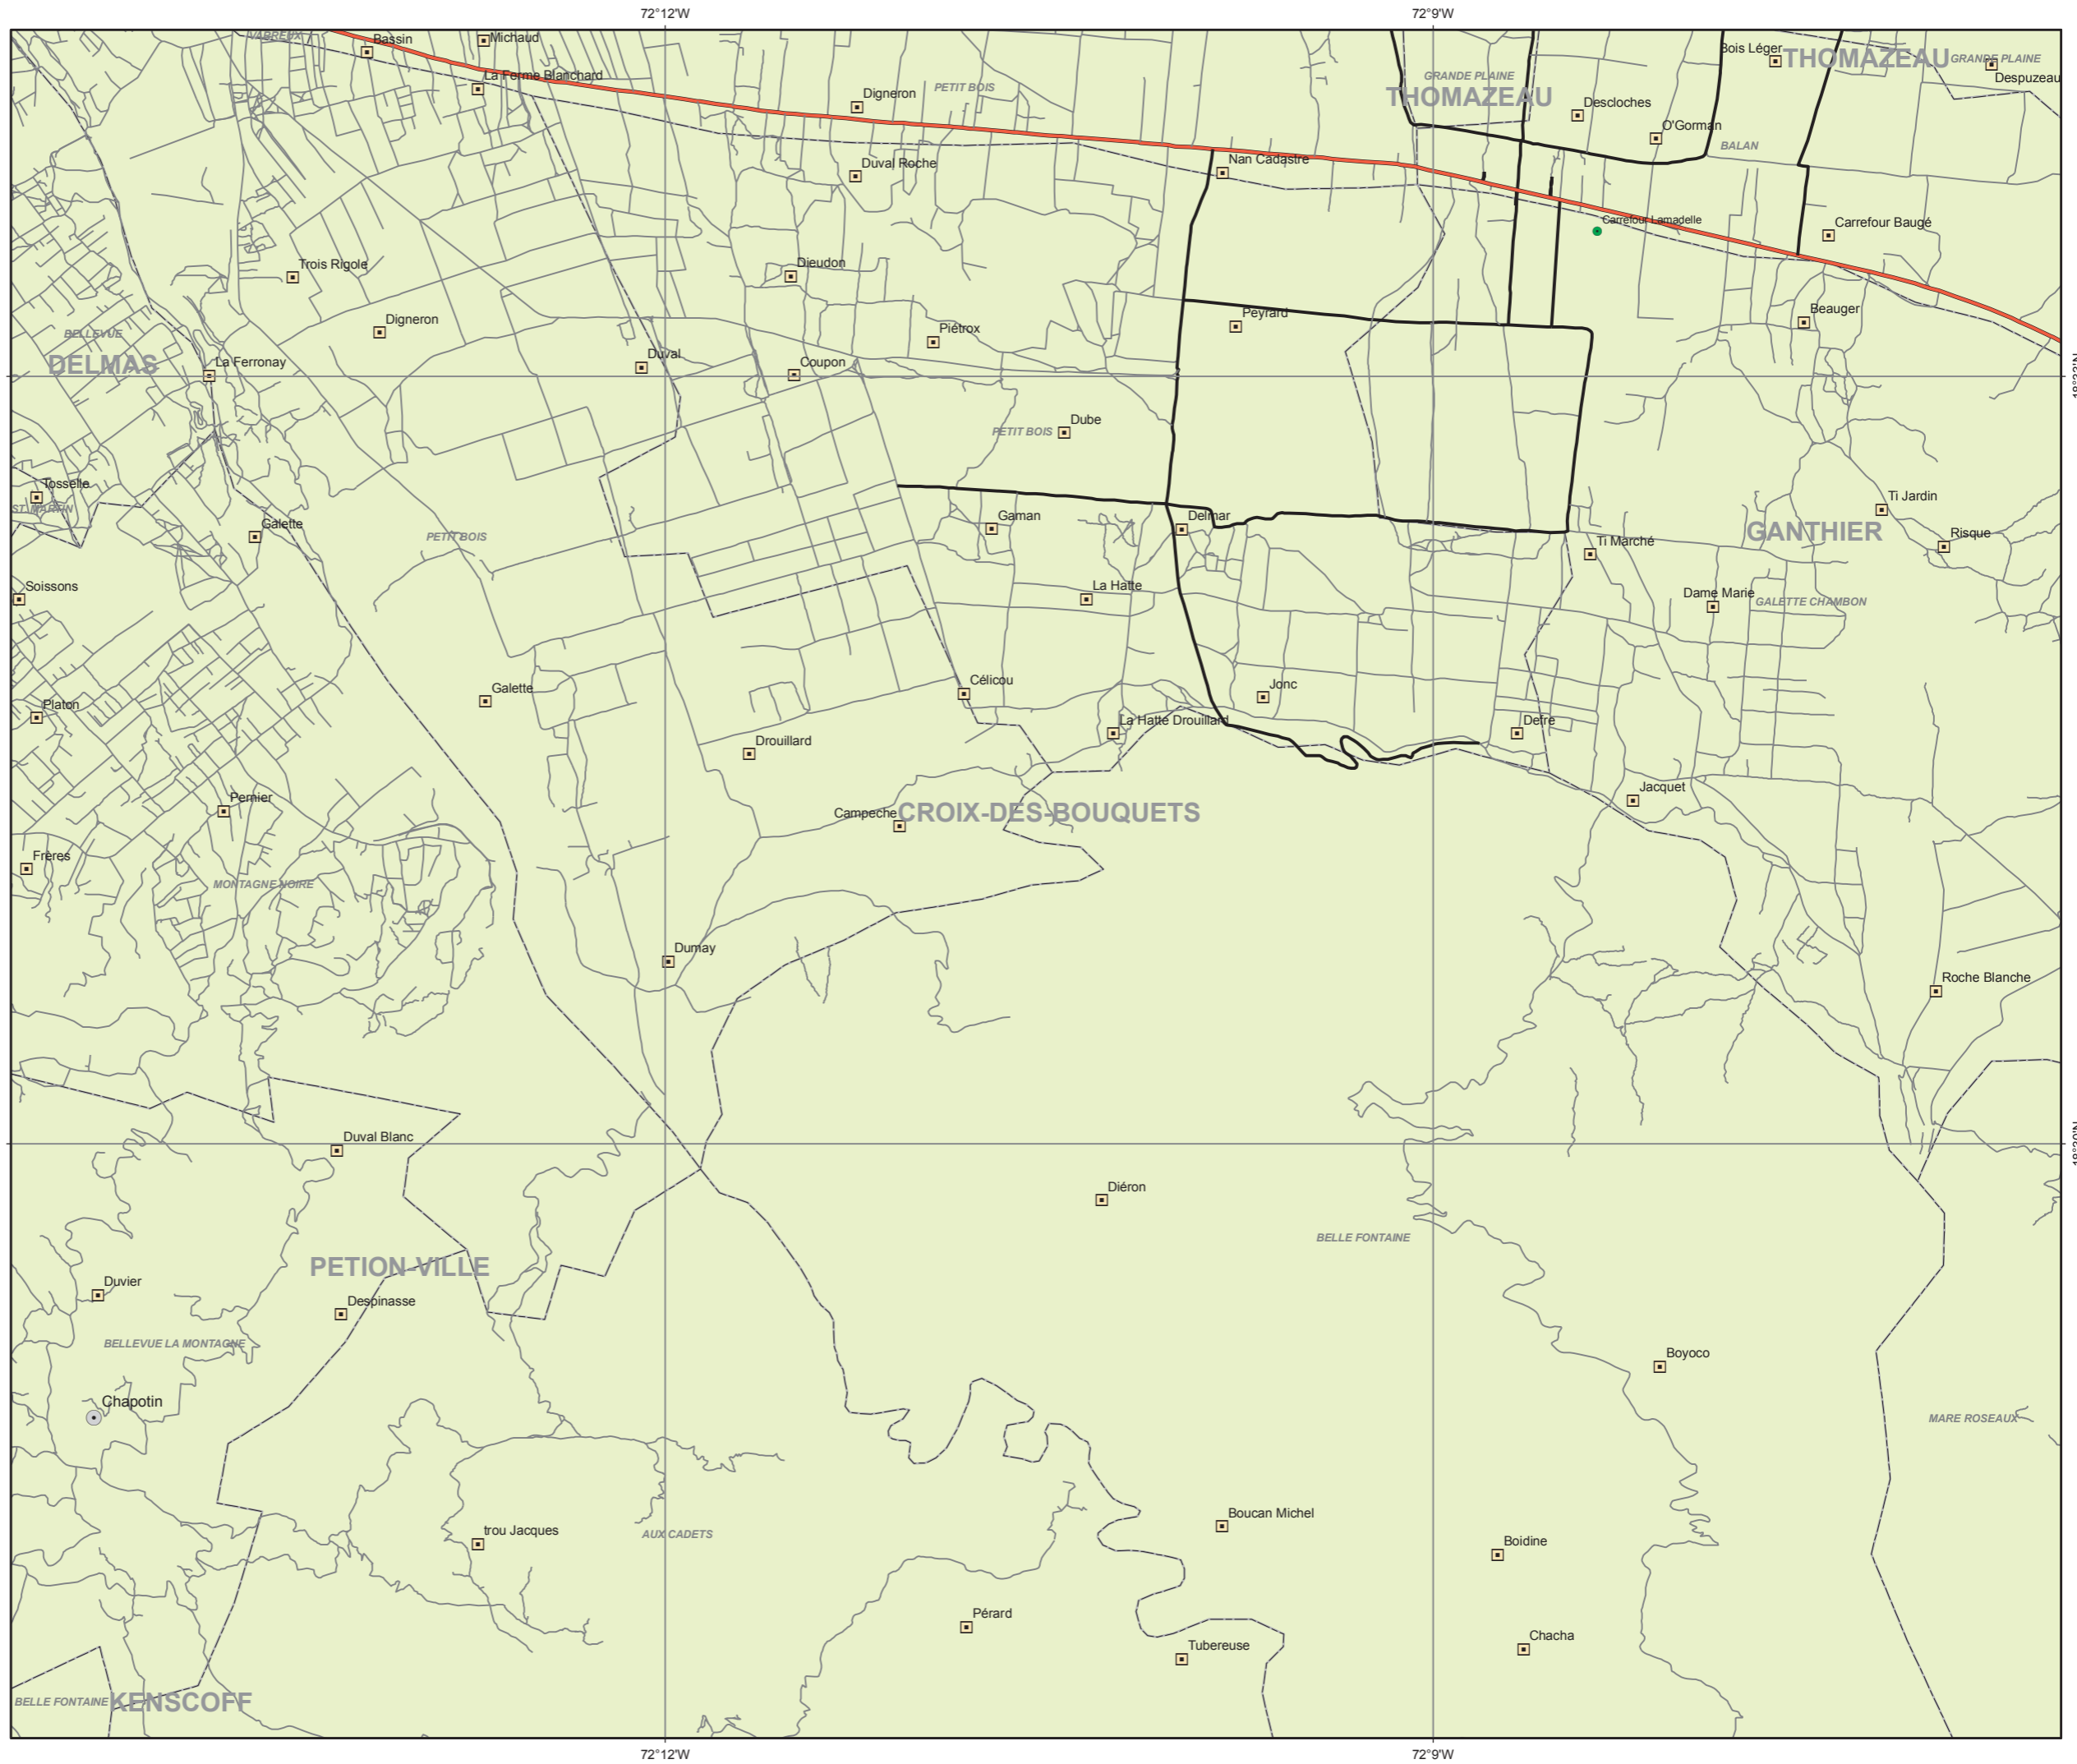 72°12'W
72°9'W
VAREUX
Bassin
Michaud
Bois Léger
THOMAZEAU
GRANDE PLAINE
Despuzeau
La Ferme Blanchard
PETIT BOIS
GRANDE PLAINE
THOMAZEAU
Digneron
Descloches
O'Gorman
BALAN
Duval Roche
Nan Cadastre
Carrefour Lamadelle
Carrefour Baugé
Trois Rigole
Dieudon
Digneron
Piétrox
Peyrard
Beauger
BELLEVUE
DELMAS
La Ferronay
Duval
Coupon
Dube
PETIT BOIS
Tosselle
ST. MARTIN
Galette
PETIT BOIS
Gaman
Delmar
Ti Jardin
GANTHIER
Risque
Ti Marché
Soissons
La Hatte
Dame Marie
GALETTE CHAMBON
Platon
Galette
Célicou
Jonc
La Hatte Drouillard
Defre
Drouillard
Pernier
Campeche
CROIX-DES-BOUQUETS
Jacquet
Frères
MONTAGNE NOIRE
Dumay
Roche Blanche
Duval Blanc
Diéron
BELLE FONTAINE
PETION-VILLE
Duvier
Despinasse
BELLEVUE LA MONTAGNE
Boyoco
Chapotin
MARE ROSEAUX
trou Jacques
AUX CADETS
Boucan Michel
Boidine
Pérard
Chacha
Tubereuse
BELLE FONTAINE
KENSCOFF
72°12'W
72°9'W